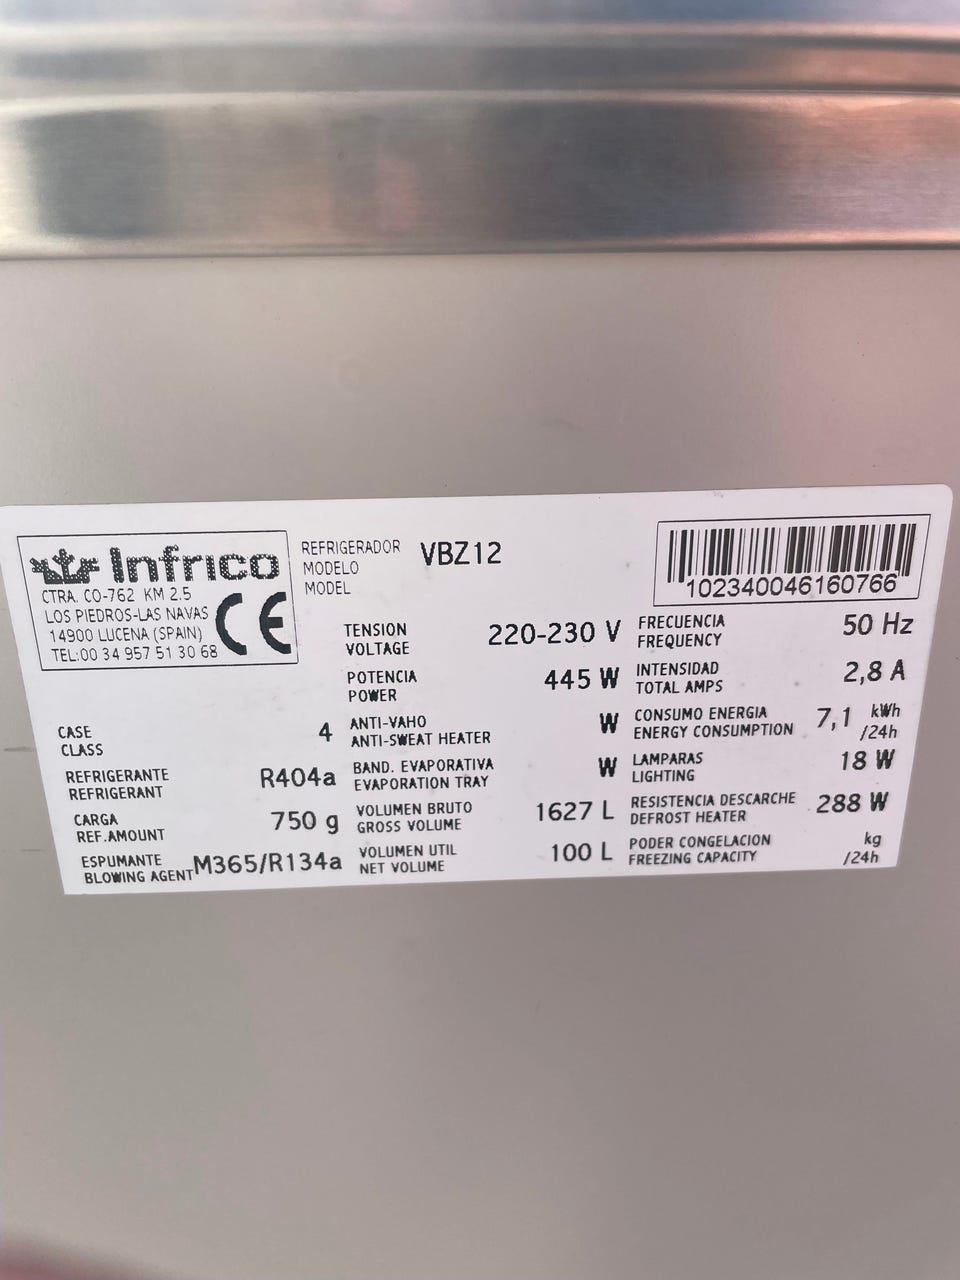 Infrico
CTRA. CO-762 KM 2.5
LOS PIEDROS-LAS NAVAS
14900 LUCENA (SPAIN)
TEL:00 34 957 51 30 68
CE
REFRIGERADOR
MODELO
MODEL
VBZ12
102340046160766
TENSION
VOLTAGE
220-230 V
FRECUENCIA
FREQUENCY
50 Hz
POTENCIA
POWER
445 W
INTENSIDAD
TOTAL AMPS
2,8 A
CASE
CLASS
4
ANTI-VAHO
ANTI-SWEAT HEATER
W
CONSUMO ENERGIA
ENERGY CONSUMPTION
7,1 kWh
/24h
REFRIGERANTE
REFRIGERANT
R404a
BAND. EVAPORATIVA
EVAPORATION TRAY
W
LAMPARAS
LIGHTING
18 W
CARGA
REF.AMOUNT
750 g
VOLUMEN BRUTO
GROSS VOLUME
1627 L
RESISTENCIA DESCARCHE
DEFROST HEATER
288 W
ESPUMANTE
BLOWING AGENT
M365/R134a
VOLUMEN UTIL
NET VOLUME
100 L
PODER CONGELACION
FREEZING CAPACITY
kg
/24h